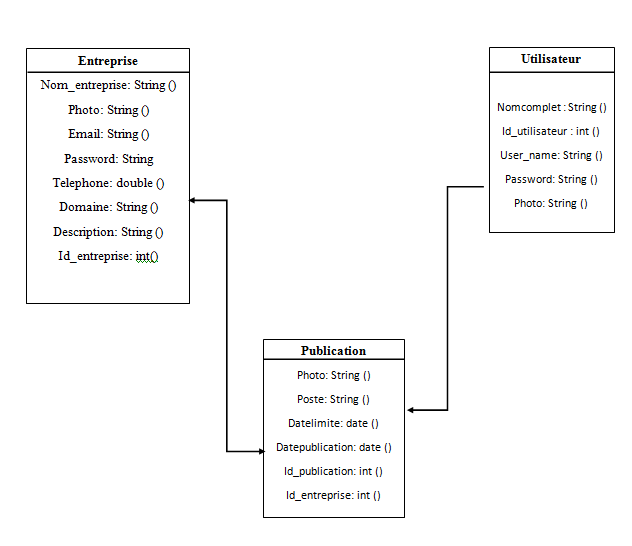 Entreprise
Nom_entreprise: String ()
Photo: String ()
Email: String ()
Password: String
Telephone: double ()
Domaine: String ()
Description: String ()
Id_entreprise: int()
Utilisateur
Nomcomplet : String ()
Id_utilisateur : int ()
User_name: String ()
Password: String ()
Photo: String ()
Publication
Photo: String ()
Poste: String ()
Datelimite: date ()
Datepublication: date ()
Id_publication: int ()
Id_entreprise: int ()